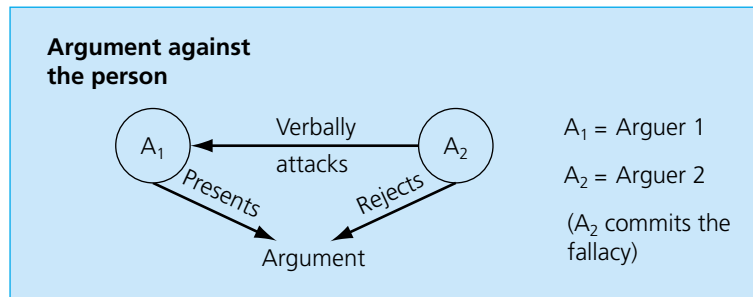 Argument against
the person
Verbally
attacks
A₁
A₂
Presents
Rejects
Argument
A₁ = Arguer 1
A₂ = Arguer 2
(A₂ commits the
fallacy)